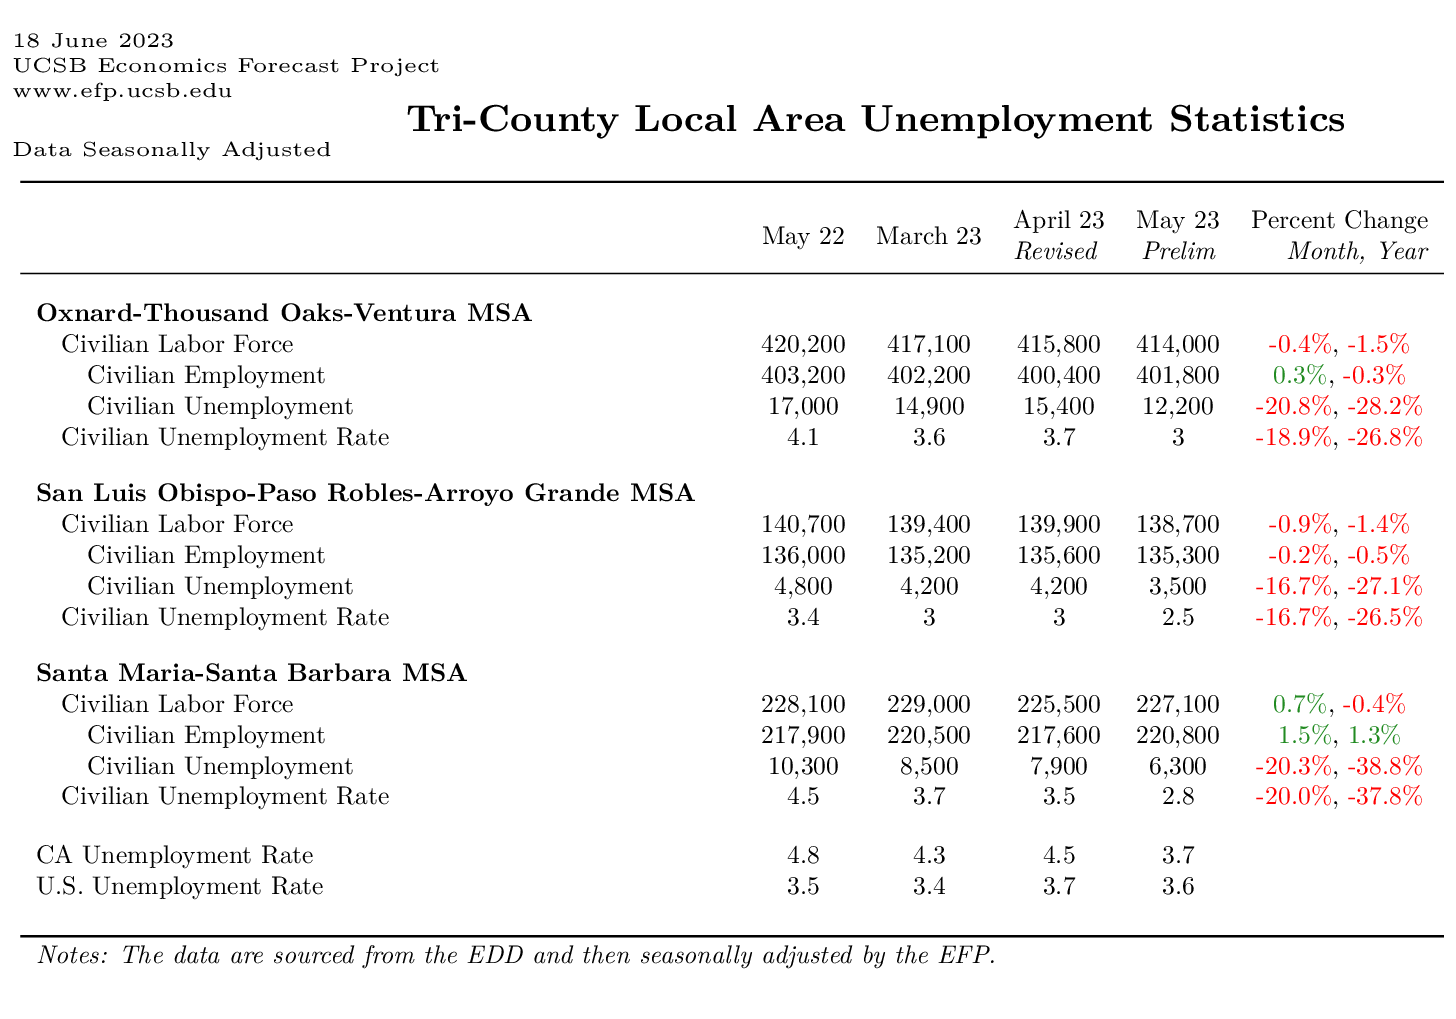 18 June 2023
UCSB Economics Forecast Project
www.efp.ucsb.edu
Tri-County Local Area Unemployment Statistics
Data Seasonally Adjusted
May 22 March 23 April 23 Revised May 23 Prelim Percent Change Month, Year
Oxnard-Thousand Oaks-Ventura MSA
Civilian Labor Force 420,200 417,100 415,800 414,000 -0.4%, -1.5%
Civilian Employment 403,200 402,200 400,400 401,800 0.3%, -0.3%
Civilian Unemployment 17,000 14,900 15,400 12,200 -20.8%, -28.2%
Civilian Unemployment Rate 4.1 3.6 3.7 3 -18.9%, -26.8%
San Luis Obispo-Paso Robles-Arroyo Grande MSA
Civilian Labor Force 140,700 139,400 139,900 138,700 -0.9%, -1.4%
Civilian Employment 136,000 135,200 135,600 135,300 -0.2%, -0.5%
Civilian Unemployment 4,800 4,200 4,200 3,500 -16.7%, -27.1%
Civilian Unemployment Rate 3.4 3 3 2.5 -16.7%, -26.5%
Santa Maria-Santa Barbara MSA
Civilian Labor Force 228,100 229,000 225,500 227,100 0.7%, -0.4%
Civilian Employment 217,900 220,500 217,600 220,800 1.5%, 1.3%
Civilian Unemployment 10,300 8,500 7,900 6,300 -20.3%, -38.8%
Civilian Unemployment Rate 4.5 3.7 3.5 2.8 -20.0%, -37.8%
CA Unemployment Rate 4.8 4.3 4.5 3.7
U.S. Unemployment Rate 3.5 3.4 3.7 3.6
Notes: The data are sourced from the EDD and then seasonally adjusted by the EFP.